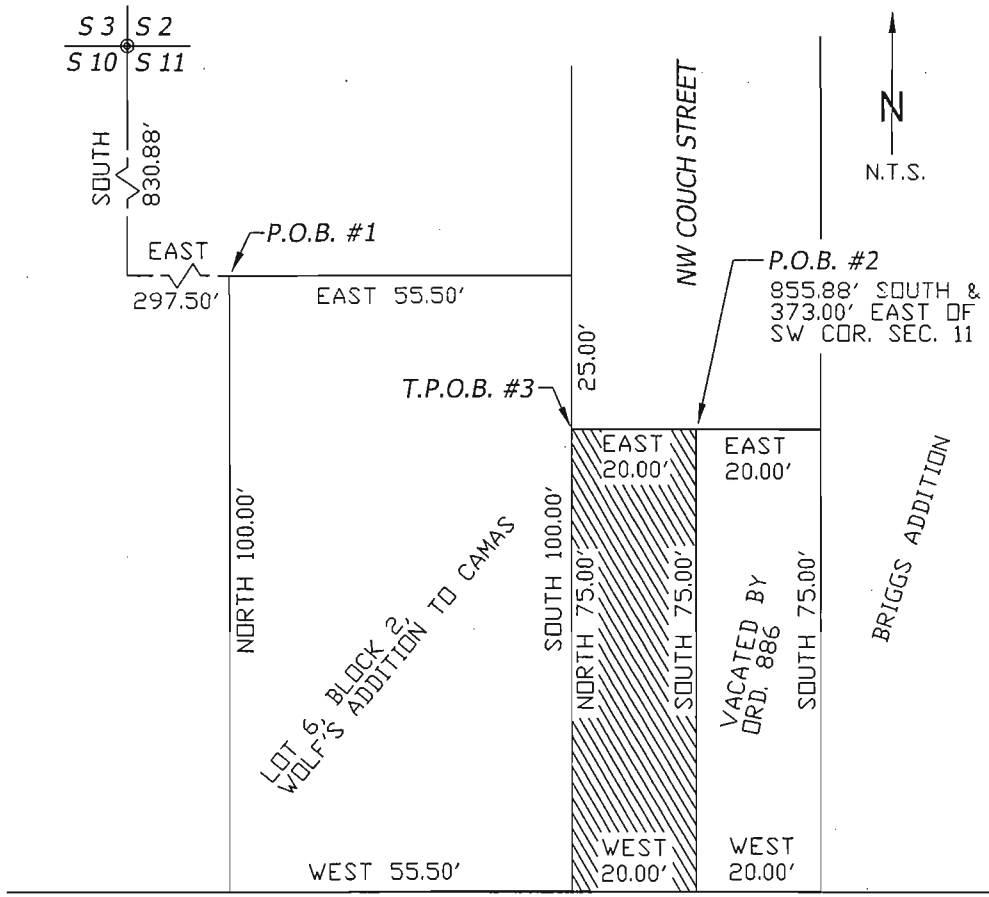 S 3 S 2
S 10 S 11
SOUTH
830.88'
EAST
297.50'
P.O.B. #1
EAST 55.50'
NW COUCH STREET
N
N.T.S.
P.O.B. #2
855.88' SOUTH &
373.00' EAST OF
SW COR. SEC. 11
25.00'
T.P.O.B. #3
EAST
20.00'
EAST
20.00'
NORTH 100.00'
LOT 6, BLOCK 2,
WOLF'S ADDITION TO CAMAS
SOUTH 100.00'
NORTH 75.00'
SOUTH 75.00'
VACATED BY
ORD. 886
SOUTH 75.00'
BRIGGS ADDITION
WEST 55.50'
WEST
20.00'
WEST
20.00'